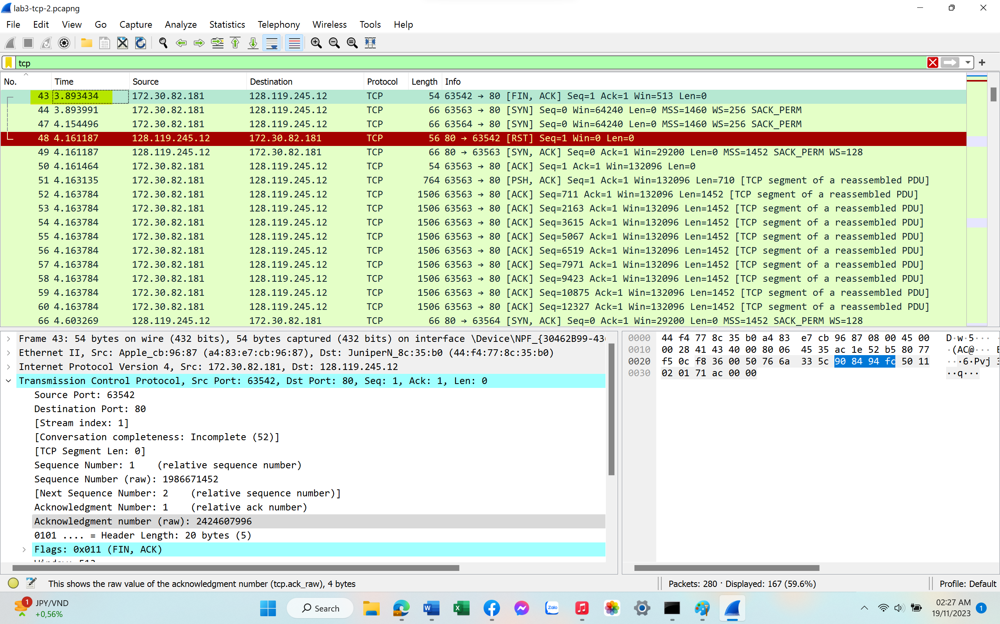 lab3-tcp-2.pcapng
File Edit View Go Capture Analyze Statistics Telephony Wireless Tools Help
tcp
No. Time Source Destination Protocol Length Info
43 3.893434 172.30.82.181 128.119.245.12 TCP 54 63542 → 80 [FIN, ACK] Seq=1 Ack=1 Win=513 Len=0
44 3.893991 172.30.82.181 128.119.245.12 TCP 66 63563 → 80 [SYN] Seq=0 Win=64240 Len=0 MSS=1460 WS=256 SACK_PERM
47 4.154496 172.30.82.181 128.119.245.12 TCP 66 63564 → 80 [SYN] Seq=0 Win=64240 Len=0 MSS=1460 WS=256 SACK_PERM
48 4.161187 128.119.245.12 172.30.82.181 TCP 56 80 → 63542 [RST] Seq=1 Win=0 Len=0
49 4.161187 128.119.245.12 172.30.82.181 TCP 66 80 → 63563 [SYN, ACK] Seq=0 Ack=1 Win=29200 Len=0 MSS=1452 SACK_PERM WS=128
50 4.161464 172.30.82.181 128.119.245.12 TCP 54 63563 → 80 [ACK] Seq=1 Ack=1 Win=132096 Len=0
51 4.163135 172.30.82.181 128.119.245.12 TCP 764 63563 → 80 [PSH, ACK] Seq=1 Ack=1 Win=132096 Len=710 [TCP segment of a reassembled PDU]
52 4.163784 172.30.82.181 128.119.245.12 TCP 1506 63563 → 80 [ACK] Seq=711 Ack=1 Win=132096 Len=1452 [TCP segment of a reassembled PDU]
53 4.163784 172.30.82.181 128.119.245.12 TCP 1506 63563 → 80 [ACK] Seq=2163 Ack=1 Win=132096 Len=1452 [TCP segment of a reassembled PDU]
54 4.163784 172.30.82.181 128.119.245.12 TCP 1506 63563 → 80 [ACK] Seq=3615 Ack=1 Win=132096 Len=1452 [TCP segment of a reassembled PDU]
55 4.163784 172.30.82.181 128.119.245.12 TCP 1506 63563 → 80 [ACK] Seq=5067 Ack=1 Win=132096 Len=1452 [TCP segment of a reassembled PDU]
56 4.163784 172.30.82.181 128.119.245.12 TCP 1506 63563 → 80 [ACK] Seq=6519 Ack=1 Win=132096 Len=1452 [TCP segment of a reassembled PDU]
57 4.163784 172.30.82.181 128.119.245.12 TCP 1506 63563 → 80 [ACK] Seq=7971 Ack=1 Win=132096 Len=1452 [TCP segment of a reassembled PDU]
58 4.163784 172.30.82.181 128.119.245.12 TCP 1506 63563 → 80 [ACK] Seq=9423 Ack=1 Win=132096 Len=1452 [TCP segment of a reassembled PDU]
59 4.163784 172.30.82.181 128.119.245.12 TCP 1506 63563 → 80 [ACK] Seq=10875 Ack=1 Win=132096 Len=1452 [TCP segment of a reassembled PDU]
60 4.163784 172.30.82.181 128.119.245.12 TCP 1506 63563 → 80 [ACK] Seq=12327 Ack=1 Win=132096 Len=1452 [TCP segment of a reassembled PDU]
66 4.603269 128.119.245.12 172.30.82.181 TCP 66 80 → 63564 [SYN, ACK] Seq=0 Ack=1 Win=29200 Len=0 MSS=1452 SACK_PERM WS=128
Frame 43: 54 bytes on wire (432 bits), 54 bytes captured (432 bits) on interface \Device\NPF_{30462B99-43
Ethernet II, Src: Apple_cb:96:87 (a4:83:e7:cb:96:87), Dst: JuniperN_8c:35:b0 (44:f4:77:8c:35:b0)
Internet Protocol Version 4, Src: 172.30.82.181, Dst: 128.119.245.12
Transmission Control Protocol, Src Port: 63542, Dst Port: 80, Seq: 1, Ack: 1, Len: 0
Source Port: 63542
Destination Port: 80
[Stream index: 1]
[Conversation completeness: Incomplete (52)]
[TCP Segment Len: 0]
Sequence Number: 1 (relative sequence number)
Sequence Number (raw): 1986671452
[Next Sequence Number: 2 (relative sequence number)]
Acknowledgment Number: 1 (relative ack number)
Acknowledgment number (raw): 2424607996
0101 .... = Header Length: 20 bytes (5)
Flags: 0x011 (FIN, ACK)
Window: 513
0000 44 f4 77 8c 35 b0 a4 83 e7 cb 96 87 08 00 45 00 D·w·5···
0010 00 28 41 43 40 00 80 06 45 35 ac 1e 52 b5 80 77 ·(AC@··· E
0020 f5 0c f8 36 00 50 76 6a 33 5c 90 84 94 fc 50 11 ···6·Pvj 3
0030 02 01 71 ac 00 00 ··q···
This shows the raw value of the acknowledgment number (tcp.ack_raw), 4 bytes
Packets: 280 · Displayed: 167 (59.6%)
Profile: Default
1
JPY/VND
+0,56%
Search
W
X
Zalo
02:27 AM
19/11/2023
1